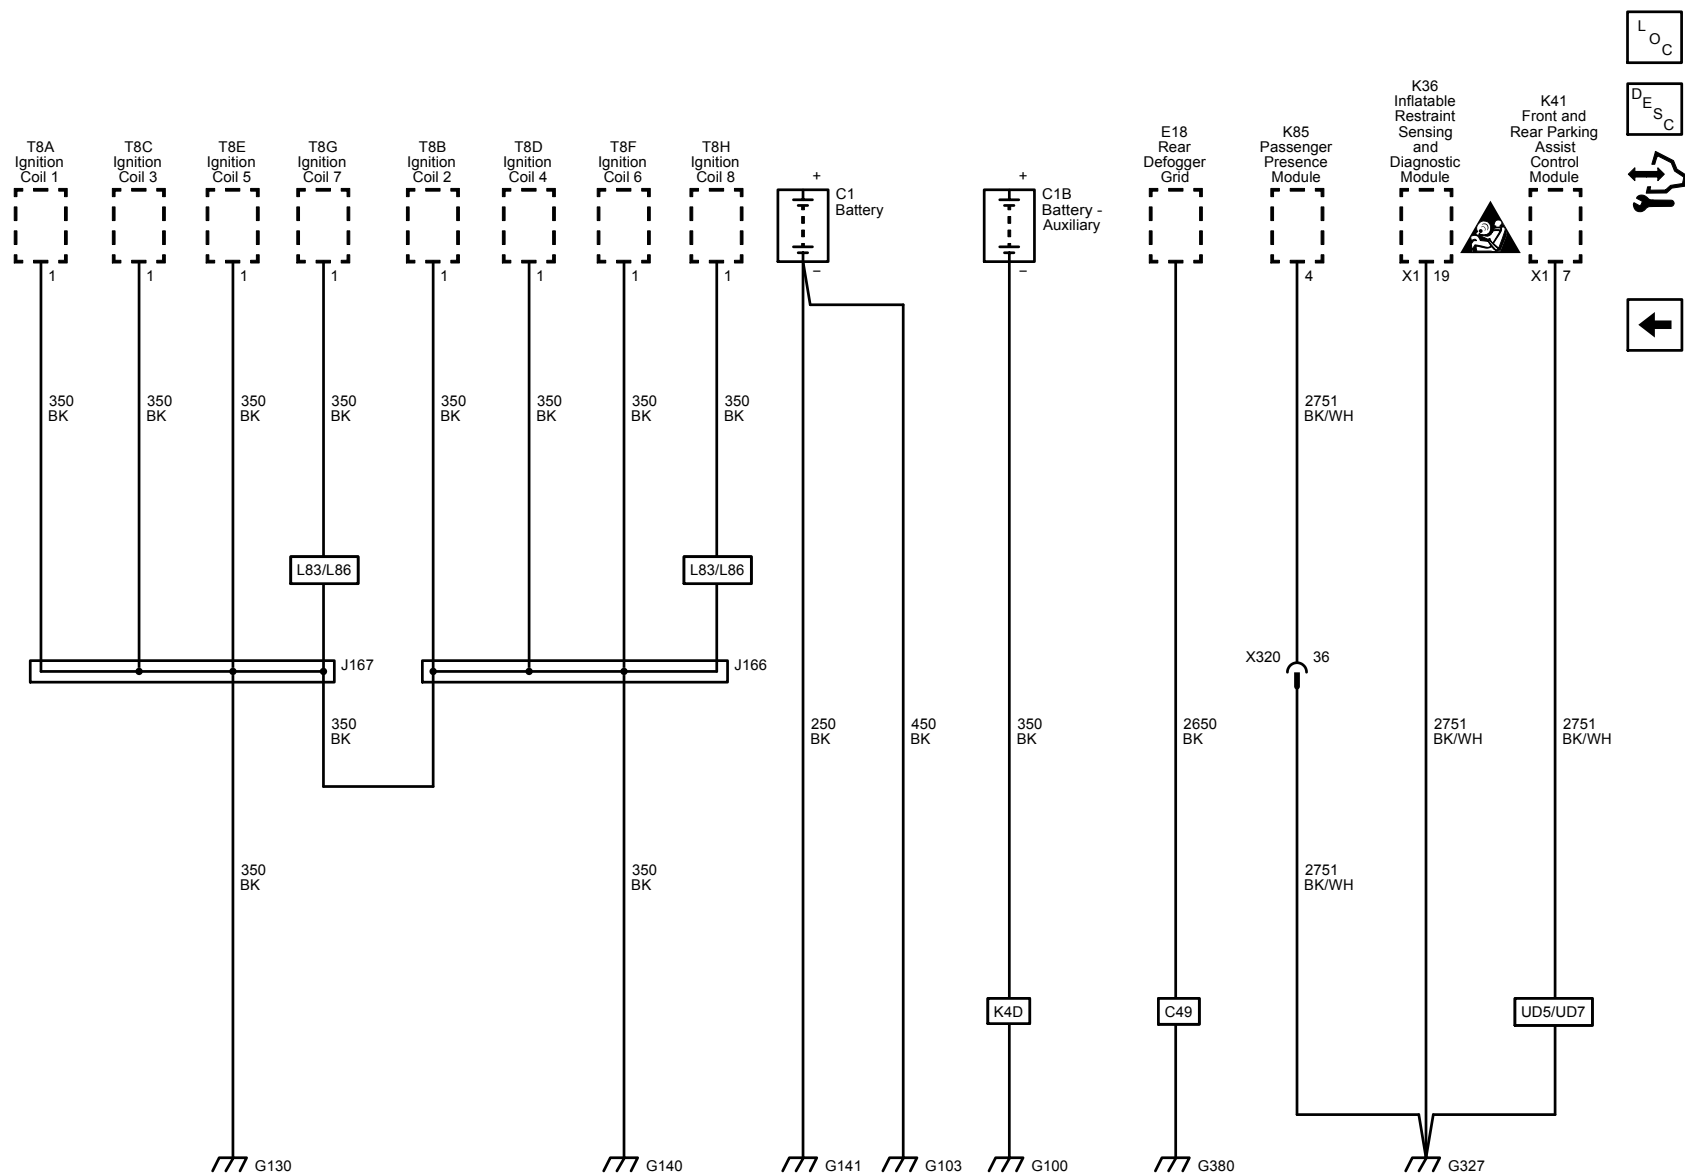 L
O
C
D
E
S
C
T8A
Ignition
Coil 1
T8C
Ignition
Coil 3
T8E
Ignition
Coil 5
T8G
Ignition
Coil 7
T8B
Ignition
Coil 2
T8D
Ignition
Coil 4
T8F
Ignition
Coil 6
T8H
Ignition
Coil 8
+
C1
Battery
–
+
C1B
Battery -
Auxiliary
–
E18
Rear
Defogger
Grid
K85
Passenger
Presence
Module
K36
Inflatable
Restraint
Sensing
and
Diagnostic
Module
K41
Front and
Rear Parking
Assist
Control
Module
1
1
1
1
1
1
1
1
4
X1 19
X1 7
350
BK
350
BK
350
BK
350
BK
350
BK
350
BK
350
BK
350
BK
2751
BK/WH
L83/L86
L83/L86
J167
J166
X320 36
350
BK
250
BK
450
BK
350
BK
2650
BK
2751
BK/WH
2751
BK/WH
350
BK
350
BK
2751
BK/WH
K4D
C49
UD5/UD7
G130
G140
G141
G103
G100
G380
G327